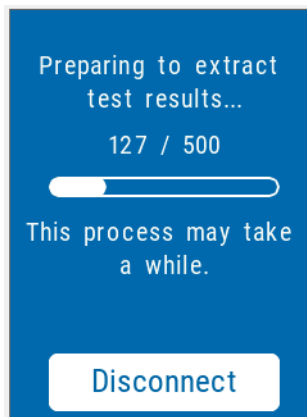 Preparing to extract
test results...
127 / 500
This process may take
a while.
Disconnect